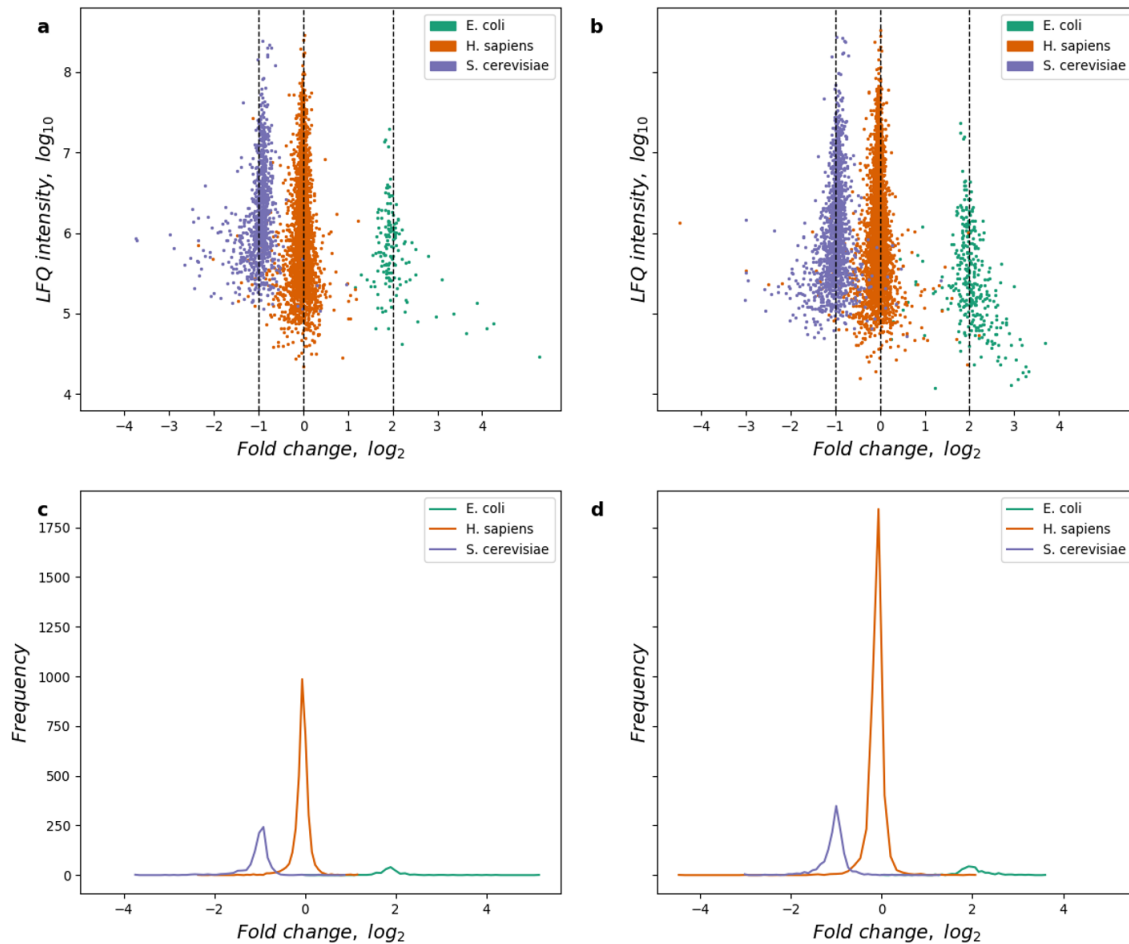 a
E. coli
H. sapiens
S. cerevisiae
8
7
6
5
4
LFQ intensity, log10
−4 −3 −2 −1 0 1 2 3 4
Fold change, log2
b
E. coli
H. sapiens
S. cerevisiae
LFQ intensity, log10
−4 −3 −2 −1 0 1 2 3 4
Fold change, log2
c
E. coli
H. sapiens
S. cerevisiae
1750
1500
1250
1000
750
500
250
0
Frequency
−4 −2 0 2 4
Fold change, log2
d
E. coli
H. sapiens
S. cerevisiae
Frequency
−4 −2 0 2 4
Fold change, log2